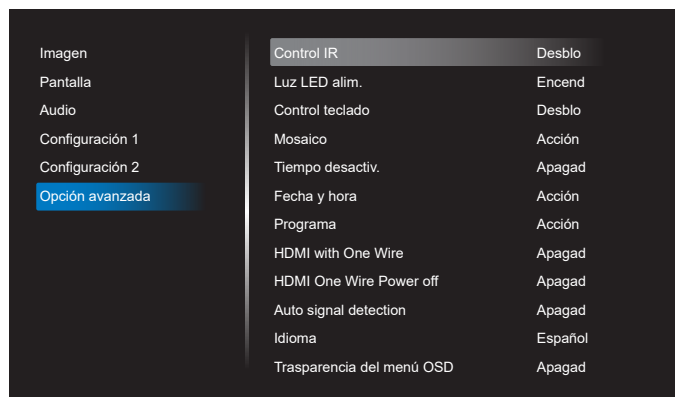 Imagen
Pantalla
Audio
Configuración 1
Configuración 2
Opción avanzada
Control IR Desblo
Luz LED alim. Encend
Control teclado Desblo
Mosaico Acción
Tiempo desactiv. Apagad
Fecha y hora Acción
Programa Acción
HDMI with One Wire Apagad
HDMI One Wire Power off Apagad
Auto signal detection Apagad
Idioma Español
Trasparencia del menú OSD Apagad